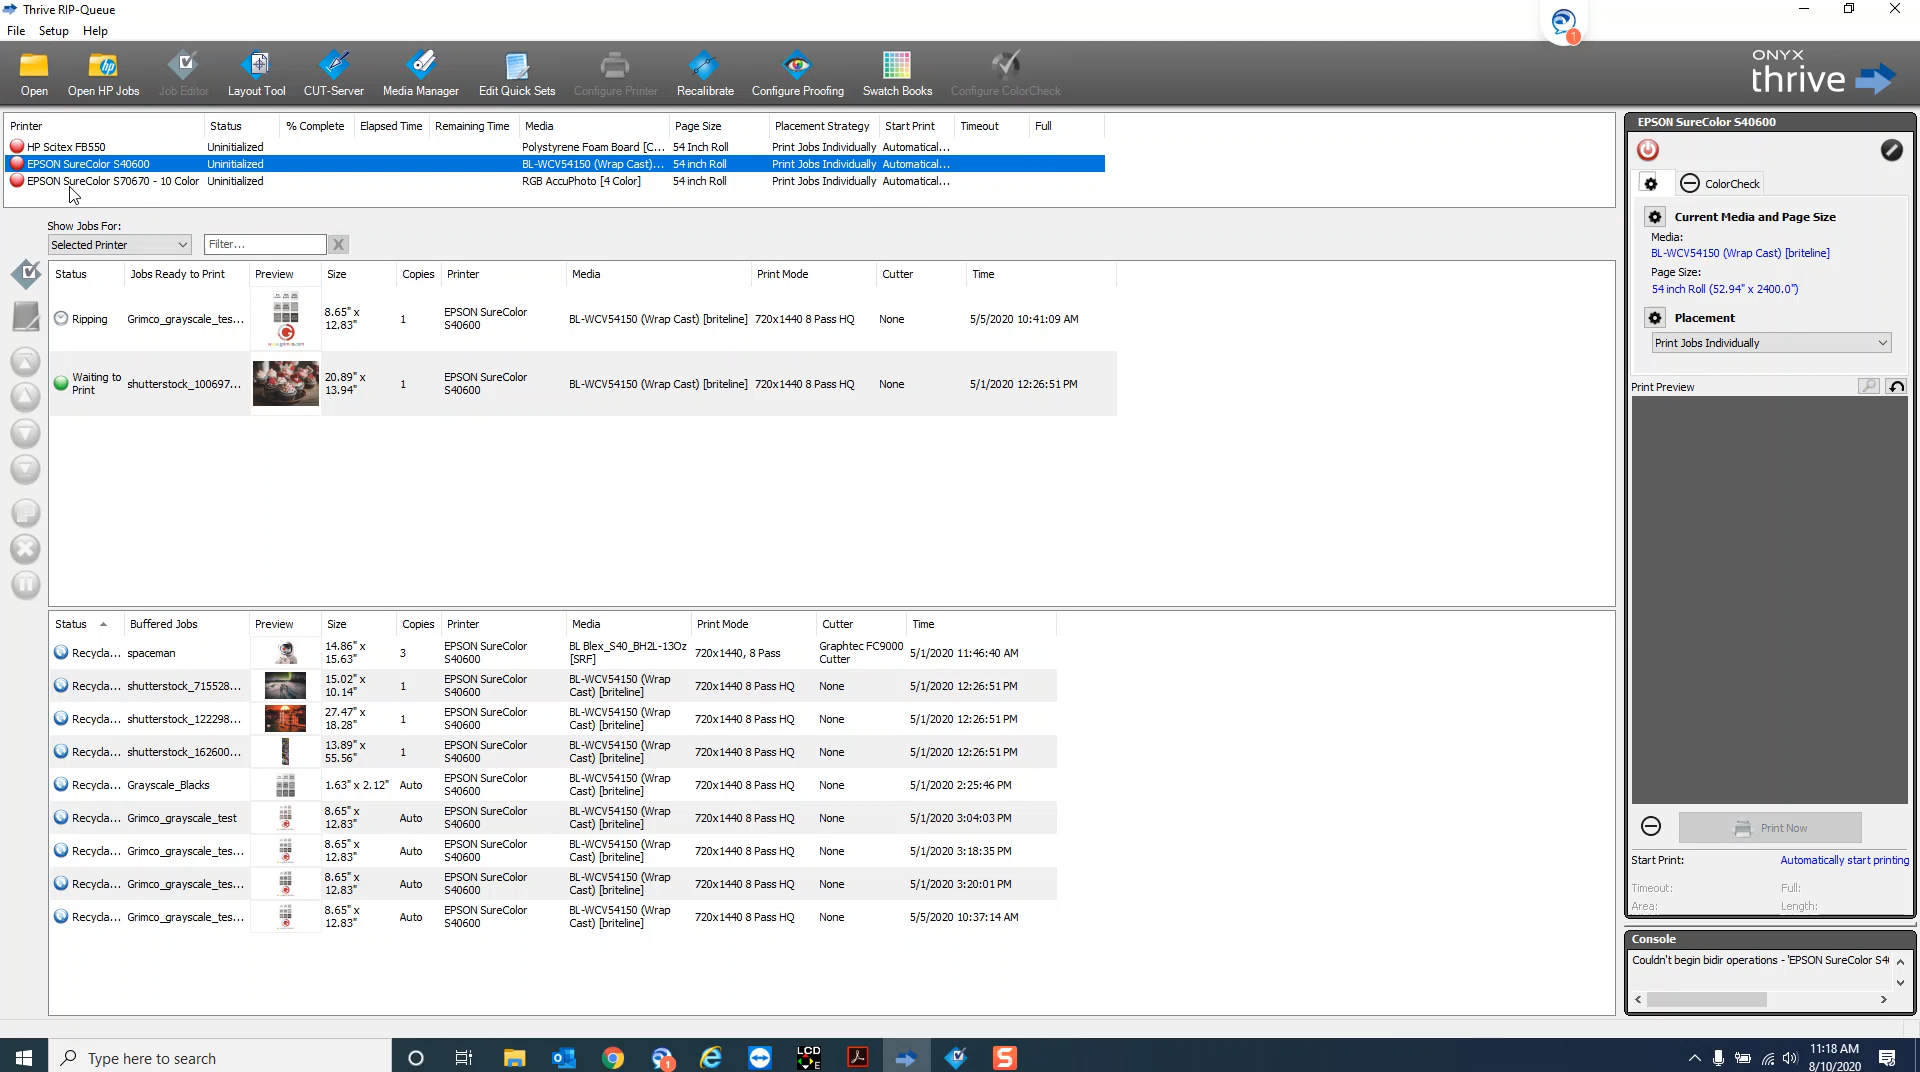 Thrive RIP-Queue
File Setup Help
1
Open
Open HP Jobs
Job Editor
Layout Tool
CUT-Server
Media Manager
Edit Quick Sets
Configure Printer
Recalibrate
Configure Proofing
Swatch Books
Configure ColorCheck
ONYX
thrive
Printer Status % Complete Elapsed Time Remaining Time Media Page Size Placement Strategy Start Print Timeout Full
HP Scitex FB550 Uninitialized Polystyrene Foam Board [C... 54 Inch Roll Print Jobs Individually Automatical...
EPSON SureColor S40600 Uninitialized BL-WCV54150 (Wrap Cast)... 54 inch Roll Print Jobs Individually Automatical...
EPSON SureColor S70670 - 10 Color Uninitialized RGB AccuPhoto [4 Color] 54 inch Roll Print Jobs Individually Automatical...
Show Jobs For:
Selected Printer Filter... X
Status Jobs Ready to Print Preview Size Copies Printer Media Print Mode Cutter Time
Ripping Grimco_grayscale_tes... 8.65" x 12.83" 1 EPSON SureColor S40600 BL-WCV54150 (Wrap Cast) [briteline] 720x1440 8 Pass HQ None 5/5/2020 10:41:09 AM
Waiting to Print shutterstock_100697... 20.89" x 13.94" 1 EPSON SureColor S40600 BL-WCV54150 (Wrap Cast) [briteline] 720x1440 8 Pass HQ None 5/1/2020 12:26:51 PM
Status Buffered Jobs Preview Size Copies Printer Media Print Mode Cutter Time
Recycla... spaceman 14.86" x 15.63" 3 EPSON SureColor S40600 BL Blex_S40_BH2L-13Oz [SRF] 720x1440, 8 Pass Graphtec FC9000 Cutter 5/1/2020 11:46:40 AM
Recycla... shutterstock_715528... 15.02" x 10.14" 1 EPSON SureColor S40600 BL-WCV54150 (Wrap Cast) [briteline] 720x1440 8 Pass HQ None 5/1/2020 12:26:51 PM
Recycla... shutterstock_122298... 27.47" x 18.28" 1 EPSON SureColor S40600 BL-WCV54150 (Wrap Cast) [briteline] 720x1440 8 Pass HQ None 5/1/2020 12:26:51 PM
Recycla... shutterstock_162600... 13.89" x 55.56" 1 EPSON SureColor S40600 BL-WCV54150 (Wrap Cast) [briteline] 720x1440 8 Pass HQ None 5/1/2020 12:26:51 PM
Recycla... Grayscale_Blacks 1.63" x 2.12" Auto EPSON SureColor S40600 BL-WCV54150 (Wrap Cast) [briteline] 720x1440 8 Pass HQ None 5/1/2020 2:25:46 PM
Recycla... Grimco_grayscale_test 8.65" x 12.83" Auto EPSON SureColor S40600 BL-WCV54150 (Wrap Cast) [briteline] 720x1440 8 Pass HQ None 5/1/2020 3:04:03 PM
Recycla... Grimco_grayscale_tes... 8.65" x 12.83" Auto EPSON SureColor S40600 BL-WCV54150 (Wrap Cast) [briteline] 720x1440 8 Pass HQ None 5/1/2020 3:18:35 PM
Recycla... Grimco_grayscale_tes... 8.65" x 12.83" Auto EPSON SureColor S40600 BL-WCV54150 (Wrap Cast) [briteline] 720x1440 8 Pass HQ None 5/1/2020 3:20:01 PM
Recycla... Grimco_grayscale_tes... 8.65" x 12.83" Auto EPSON SureColor S40600 BL-WCV54150 (Wrap Cast) [briteline] 720x1440 8 Pass HQ None 5/5/2020 10:37:14 AM
EPSON SureColor S40600
ColorCheck
Current Media and Page Size
Media:
BL-WCV54150 (Wrap Cast) [briteline]
Page Size:
54 inch Roll (52.94" x 2400.0")
Placement
Print Jobs Individually
Print Preview
Print Now
Start Print: Automatically start printing
Timeout: Full:
Area: Length:
Console
Couldn't begin bidir operations - 'EPSON SureColor S4
Type here to search
1
LCD
S
11:18 AM
8/10/2020